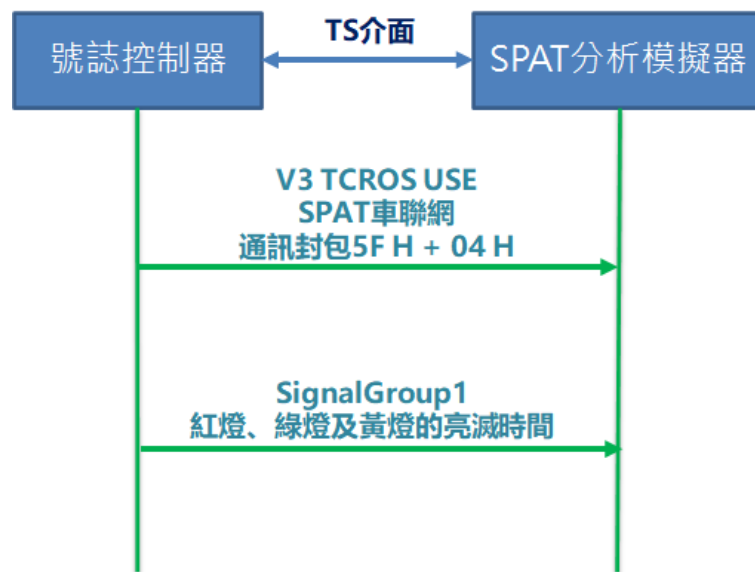 TS介面
號誌控制器
SPAT分析模擬器
V3 TCROS USE
SPAT車聯網
通訊封包5F H + 04 H
SignalGroup1
紅燈、綠燈及黃燈的亮滅時間